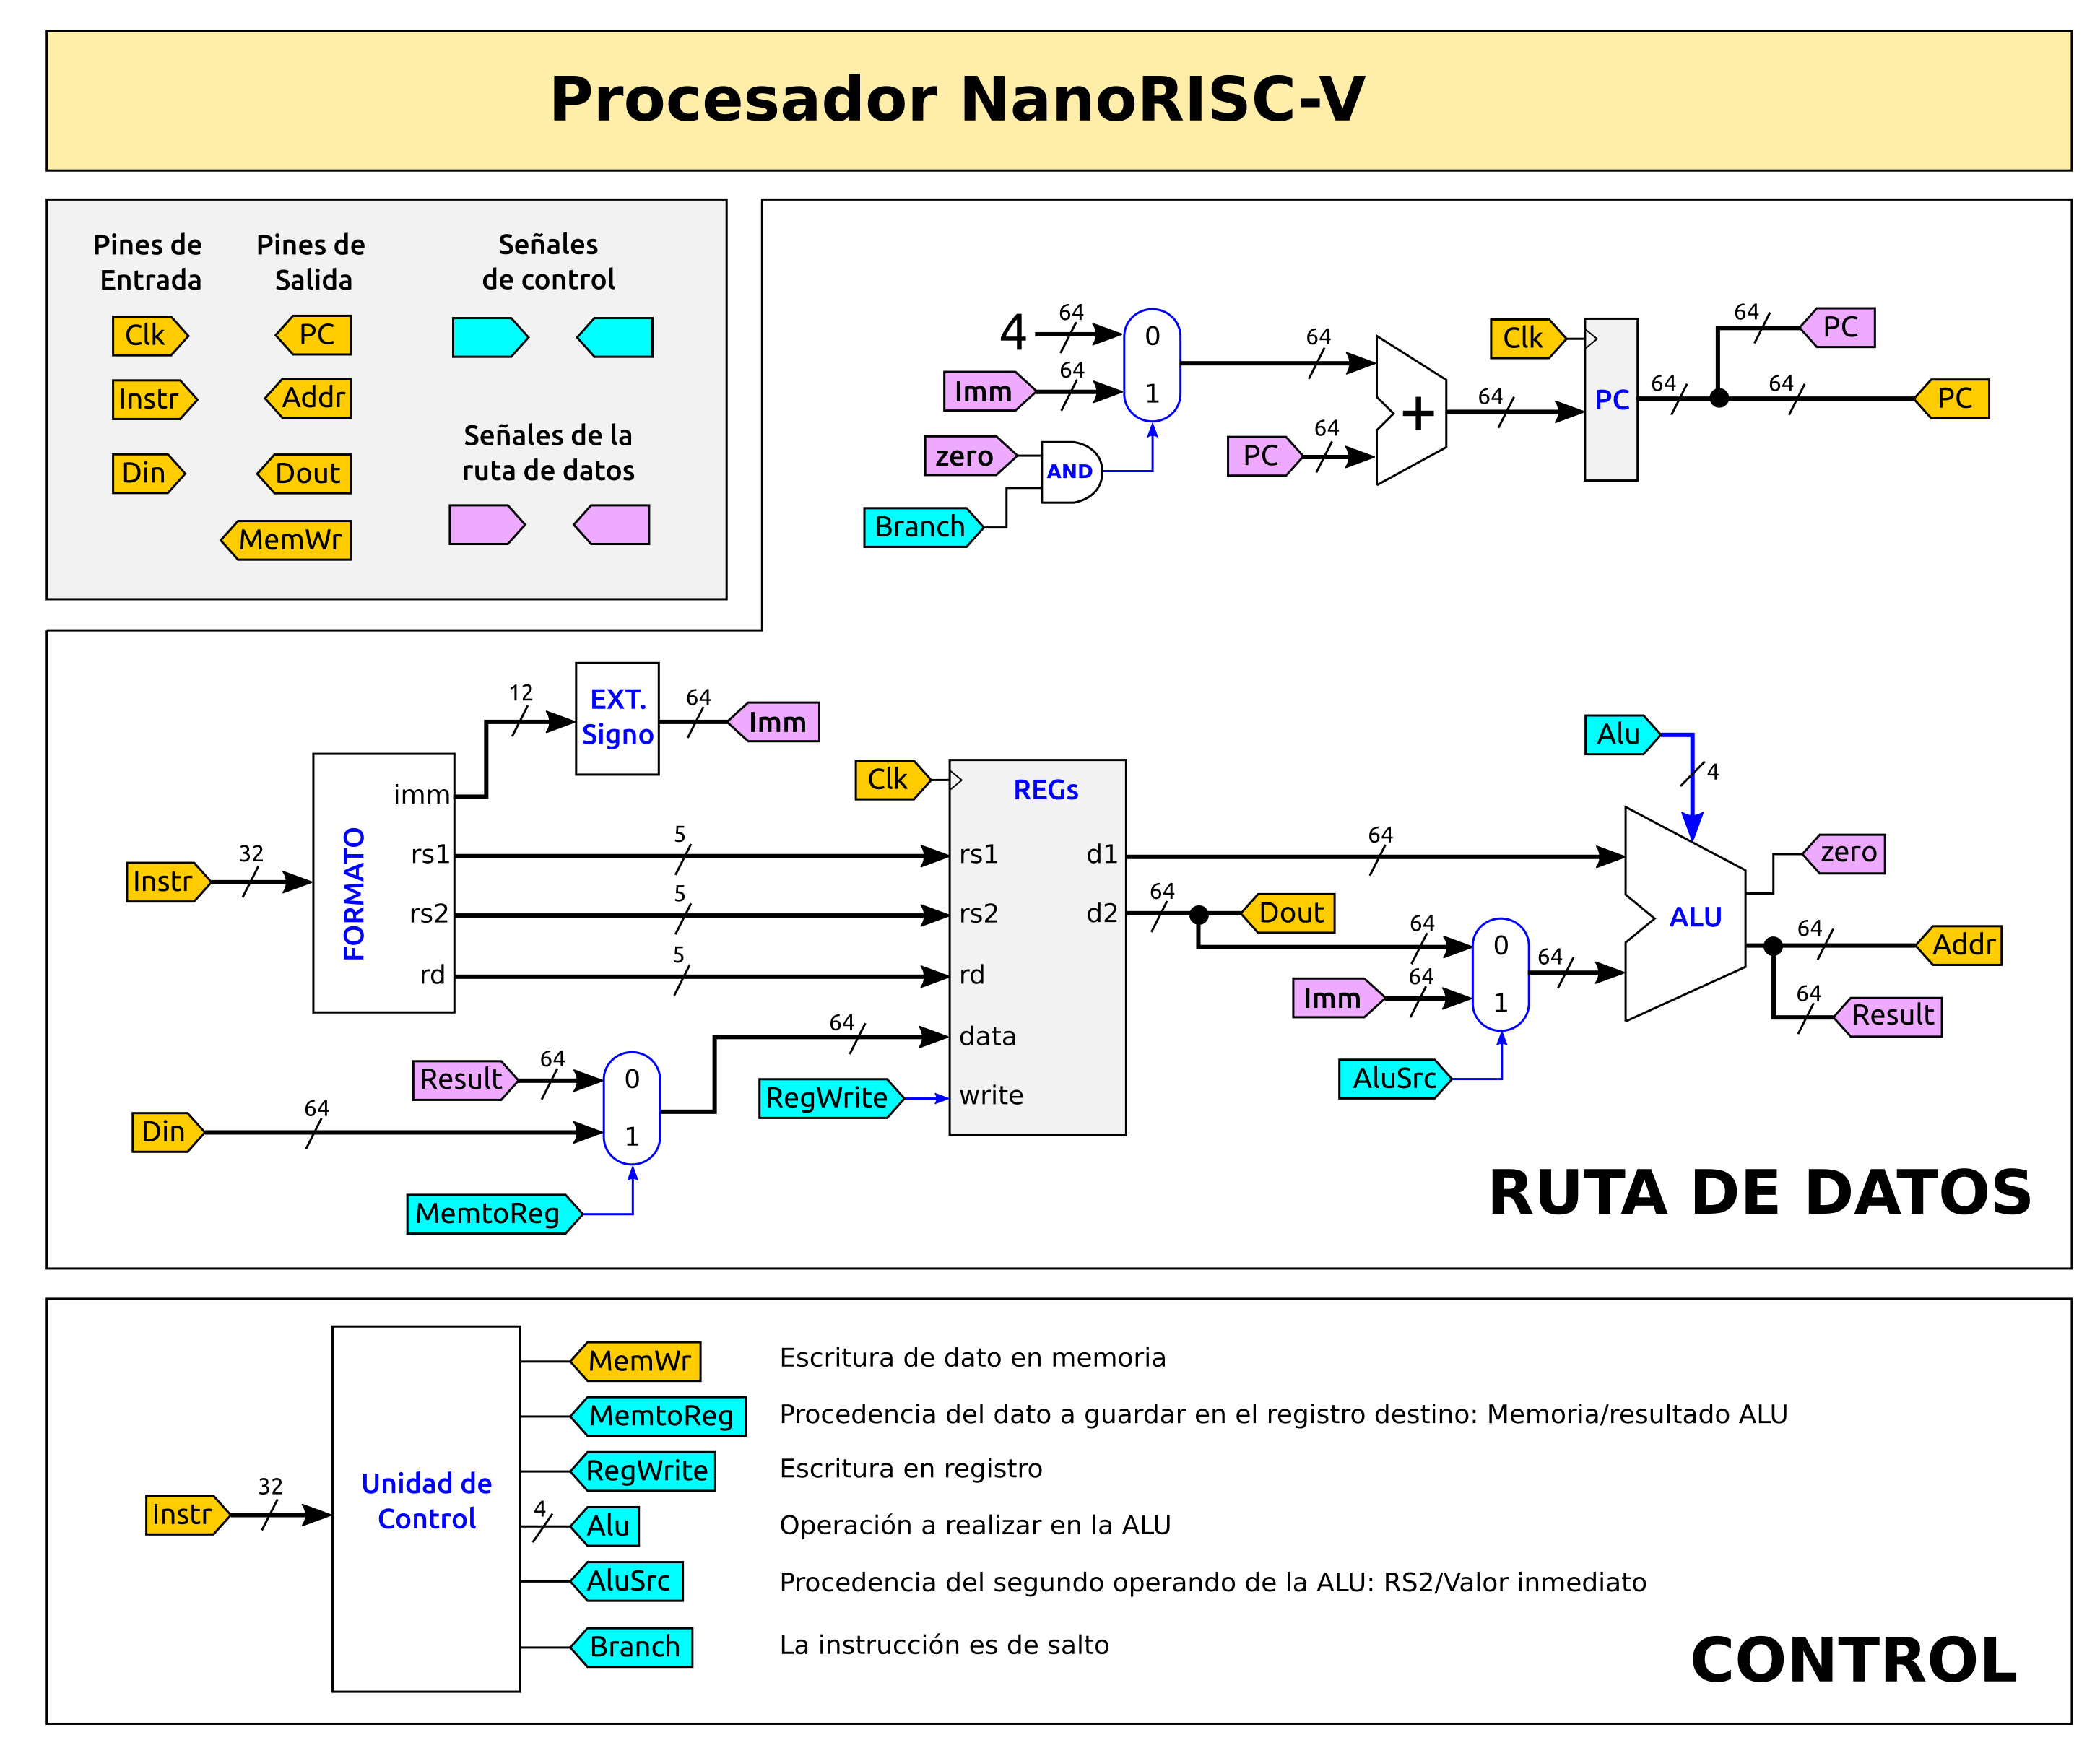 Procesador NanoRISC-V
Pines de
Entrada
Pines de
Salida
Señales
de control
Clk
PC
Instr
Addr
Señales de la
ruta de datos
Din
Dout
MemWr
4
64
0
64
Imm
64
1
zero
AND
Branch
64
PC
64
+
64
Clk
PC
64
64
PC
64
PC
12
EXT.
Signo
64
Imm
Instr
32
FORMATO
imm
rs1
rs2
rd
5
5
5
Clk
REGs
rs1
rs2
rd
data
write
d1
d2
64
64
Dout
64
0
Imm
64
1
64
AluSrc
Alu
4
ALU
zero
64
Addr
64
Result
Result
64
0
Din
64
1
64
MemtoReg
RegWrite
RUTA DE DATOS
Instr
32
Unidad de
Control
MemWr
Escritura de dato en memoria
MemtoReg
Procedencia del dato a guardar en el registro destino: Memoria/resultado ALU
RegWrite
Escritura en registro
4
Alu
Operación a realizar en la ALU
AluSrc
Procedencia del segundo operando de la ALU: RS2/Valor inmediato
Branch
La instrucción es de salto
CONTROL